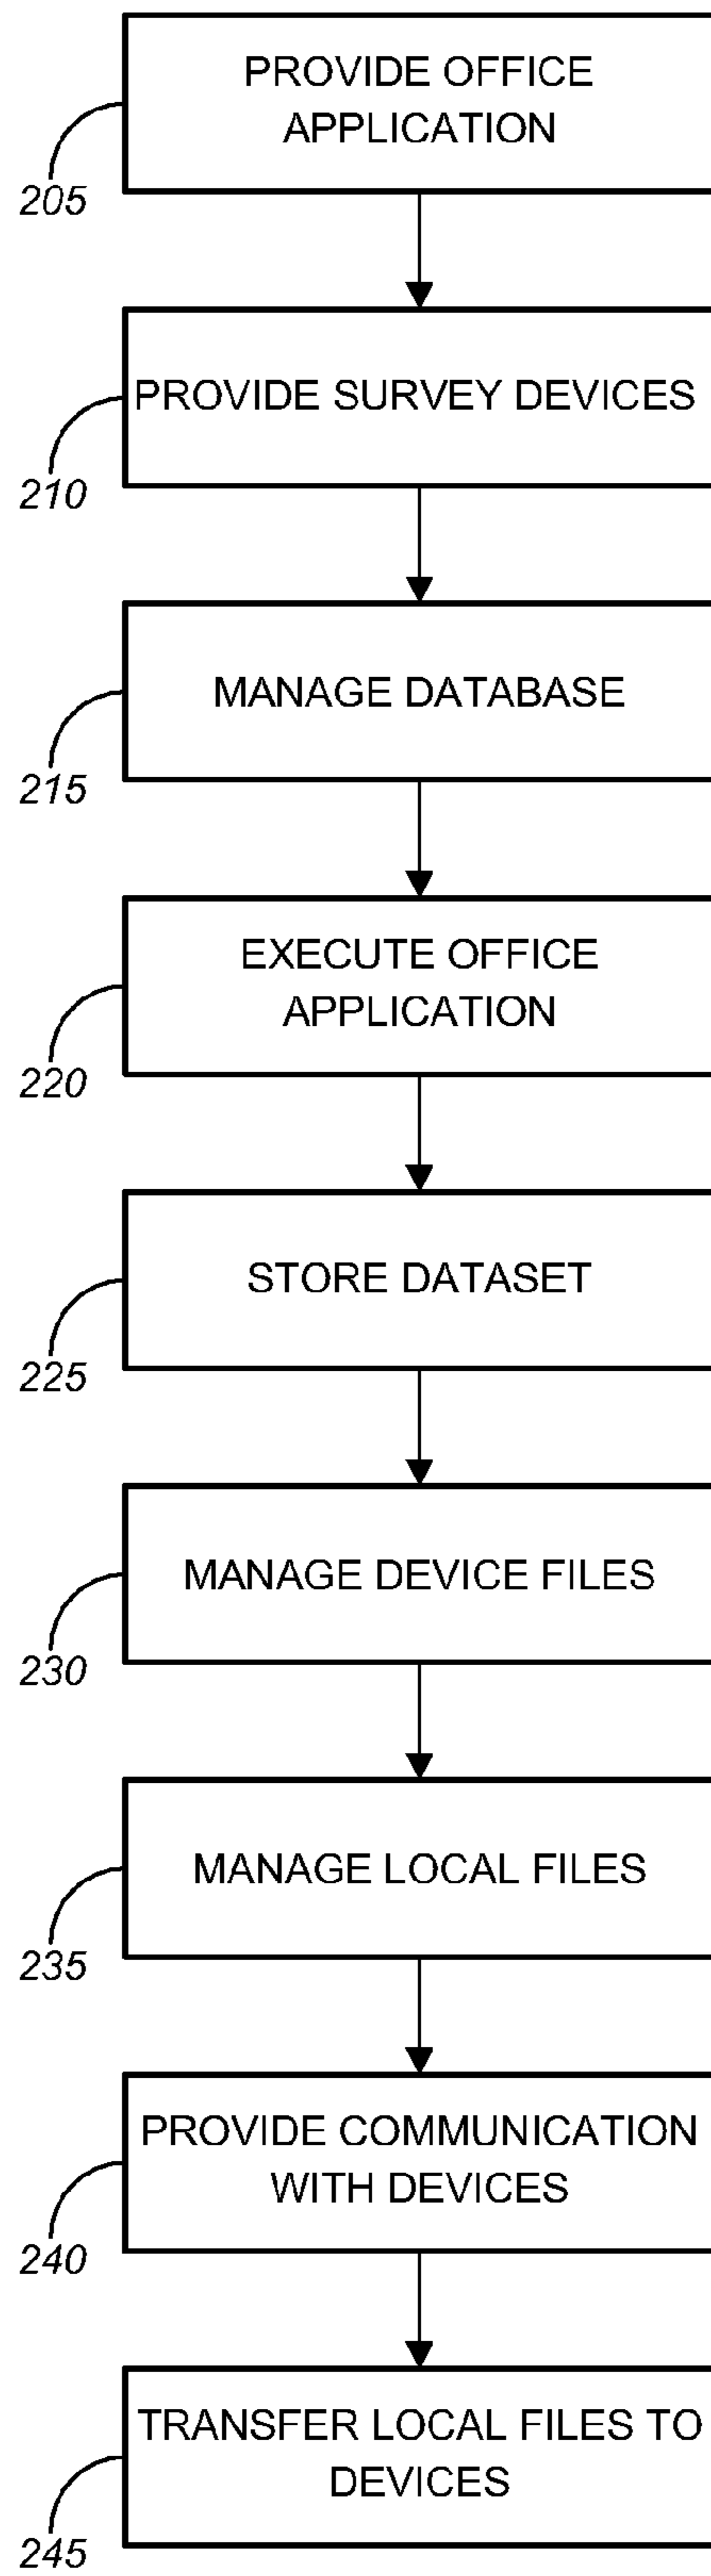 PROVIDE OFFICE
APPLICATION
205
PROVIDE SURVEY DEVICES
210
MANAGE DATABASE
215
EXECUTE OFFICE
APPLICATION
220
STORE DATASET
225
MANAGE DEVICE FILES
230
MANAGE LOCAL FILES
235
PROVIDE COMMUNICATION
WITH DEVICES
240
TRANSFER LOCAL FILES TO
DEVICES
245